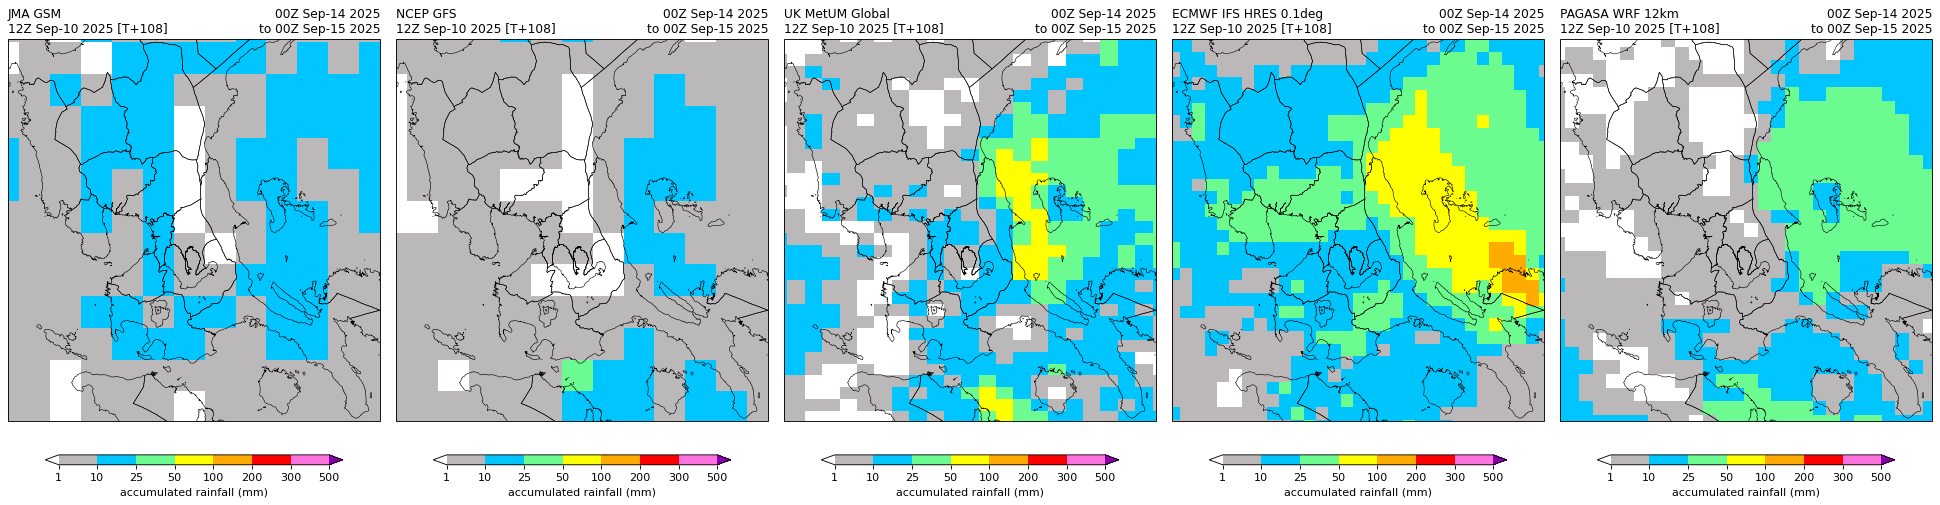 JMA GSM 00Z Sep-14 2025
12Z Sep-10 2025 [T+108] to 00Z Sep-15 2025
NCEP GFS 00Z Sep-14 2025
12Z Sep-10 2025 [T+108] to 00Z Sep-15 2025
UK MetUM Global 00Z Sep-14 2025
12Z Sep-10 2025 [T+108] to 00Z Sep-15 2025
ECMWF IFS HRES 0.1deg 00Z Sep-14 2025
12Z Sep-10 2025 [T+108] to 00Z Sep-15 2025
PAGASA WRF 12km 00Z Sep-14 2025
12Z Sep-10 2025 [T+108] to 00Z Sep-15 2025
1 10 25 50 100 200 300 500
accumulated rainfall (mm)
1 10 25 50 100 200 300 500
accumulated rainfall (mm)
1 10 25 50 100 200 300 500
accumulated rainfall (mm)
1 10 25 50 100 200 300 500
accumulated rainfall (mm)
1 10 25 50 100 200 300 500
accumulated rainfall (mm)